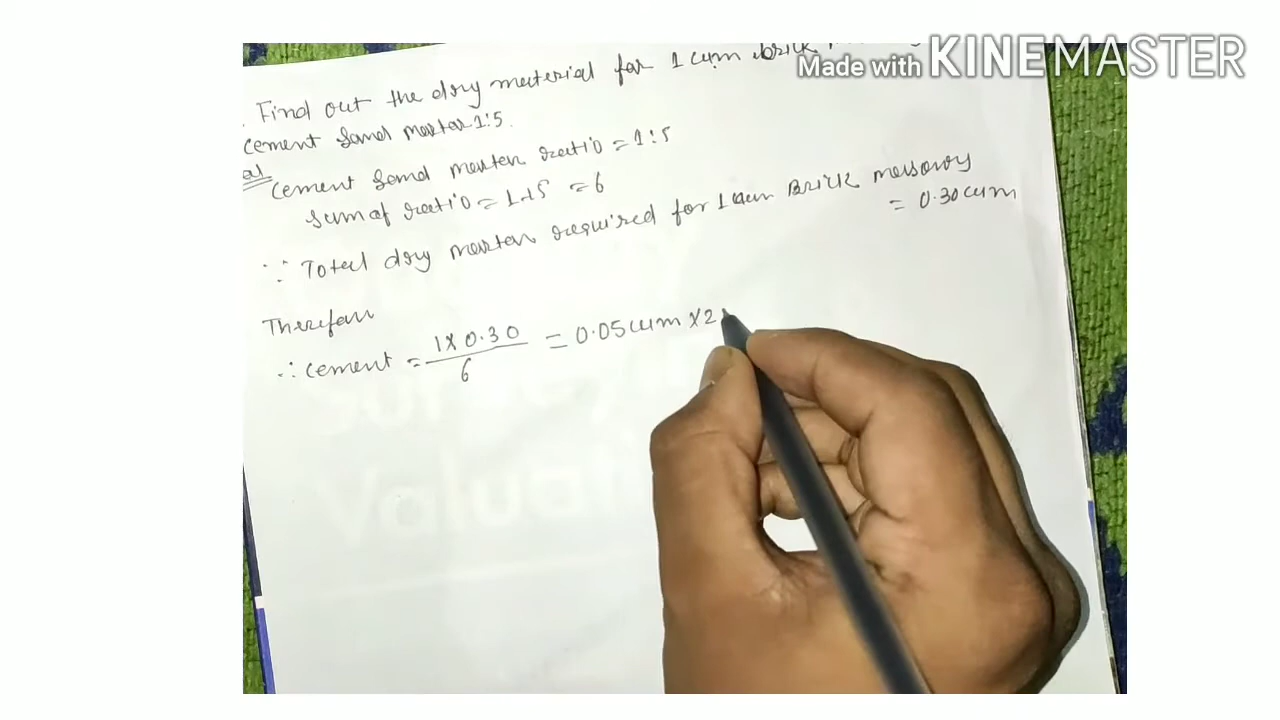 Made with KINEMASTER
Find out the dry material for 1 cum brick
cement Sand mortar 1:5.
Cement Sand mortar ratio = 1:5
Sum of ratio = 1+5 = 6
∵ Total dry mortar required for 1 cum Brick masonry
= 0.30 cum
Therefore
∴ cement = 1 X 0.30 / 6 = 0.05 cum X 2